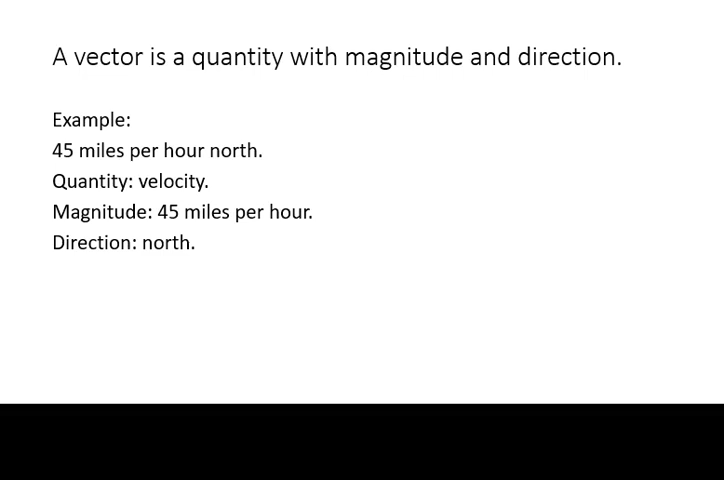 A vector is a quantity with magnitude and direction.
Example:
45 miles per hour north.
Quantity: velocity.
Magnitude: 45 miles per hour.
Direction: north.